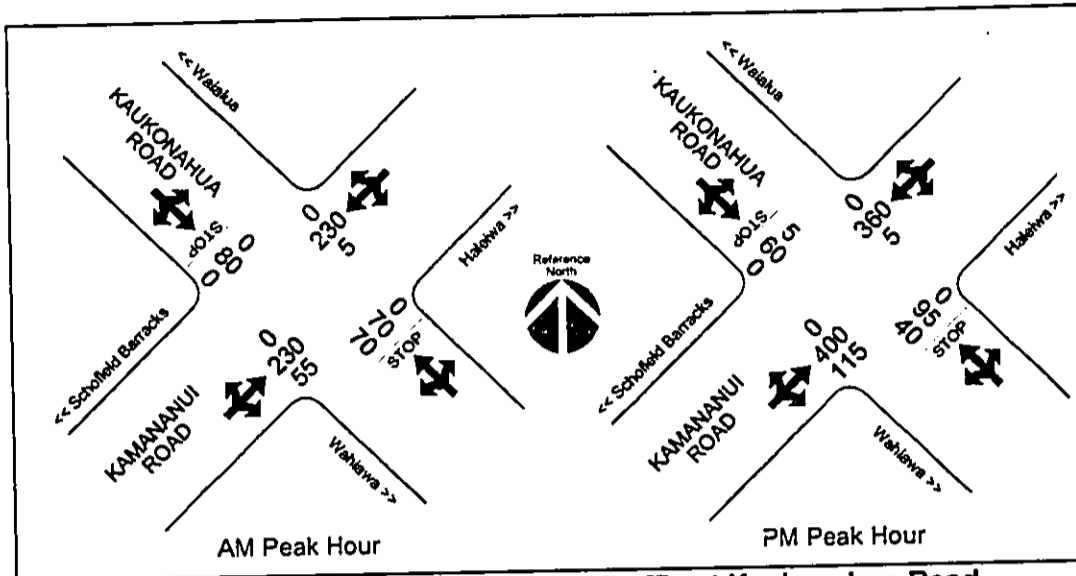 << Waialua
KAUKONAHUA
ROAD
STOP
0
80
0
0
230
5
Haleiwa >>
<< Schofield Barracks
0
230
55
0
70
70
STOP
KAMANANUI
ROAD
Wahiawa >>
AM Peak Hour
Reference
North
<< Waialua
KAUKONAHUA
ROAD
STOP
5
60
0
0
360
5
Haleiwa >>
<< Schofield Barracks
0
400
115
0
95
40
STOP
KAMANANUI
ROAD
Wahiawa >>
PM Peak Hour